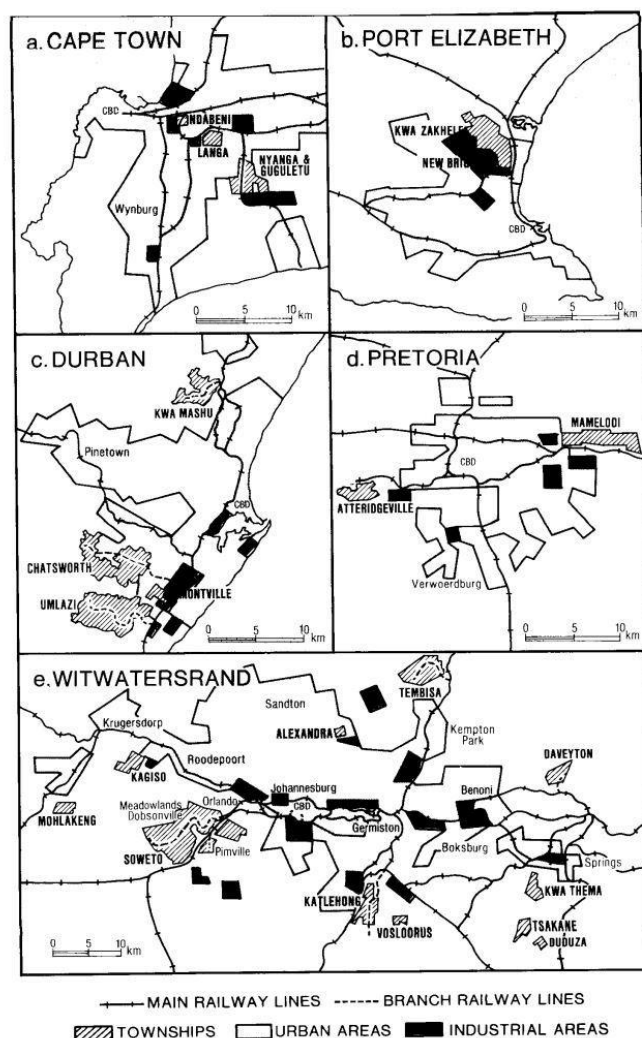 a. CAPE TOWN
CBD
NDABENI
LANGA
NYANGA &
GUGULETU
Wynburg
0 5 10 km
b. PORT ELIZABETH
KWA ZAKHELE
NEW BRIG
CBD
0 5 10
km
c. DURBAN
KWA MASHU
Pinetown
CBD
CHATSWORTH
MONTVILLE
UMLAZI
0 5 10
km
d. PRETORIA
MAMELODI
CBD
ATTERIDGEVILLE
Verwoerdburg
0 5 10
km
e. WITWATERSRAND
TEMBISA
Sandton
Krugersdorp
ALEXANDRA
Kempton
Park
Roodepoort
DAVEYTON
KAGISO
Johannesburg
Benoni
Orlando
CBD
Meadowlands
Dobsonville
MOHLAKENG
Germiston
Boksburg
SOWETO
Pimville
Springs
KATLEHONG
KWA THEMA
VOSLOORUS
TSAKANE
DUDUZA
0 5 10
km
MAIN RAILWAY LINES BRANCH RAILWAY LINES
TOWNSHIPS URBAN AREAS INDUSTRIAL AREAS